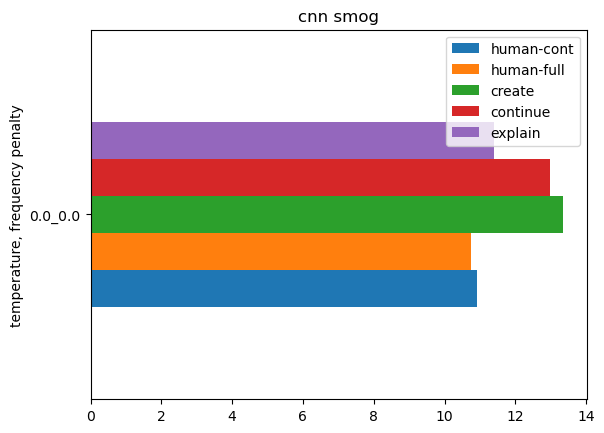 cnn smog
human-cont
human-full
create
continue
explain
temperature, frequency penalty
0.0_0.0
0 2 4 6 8 10 12 14